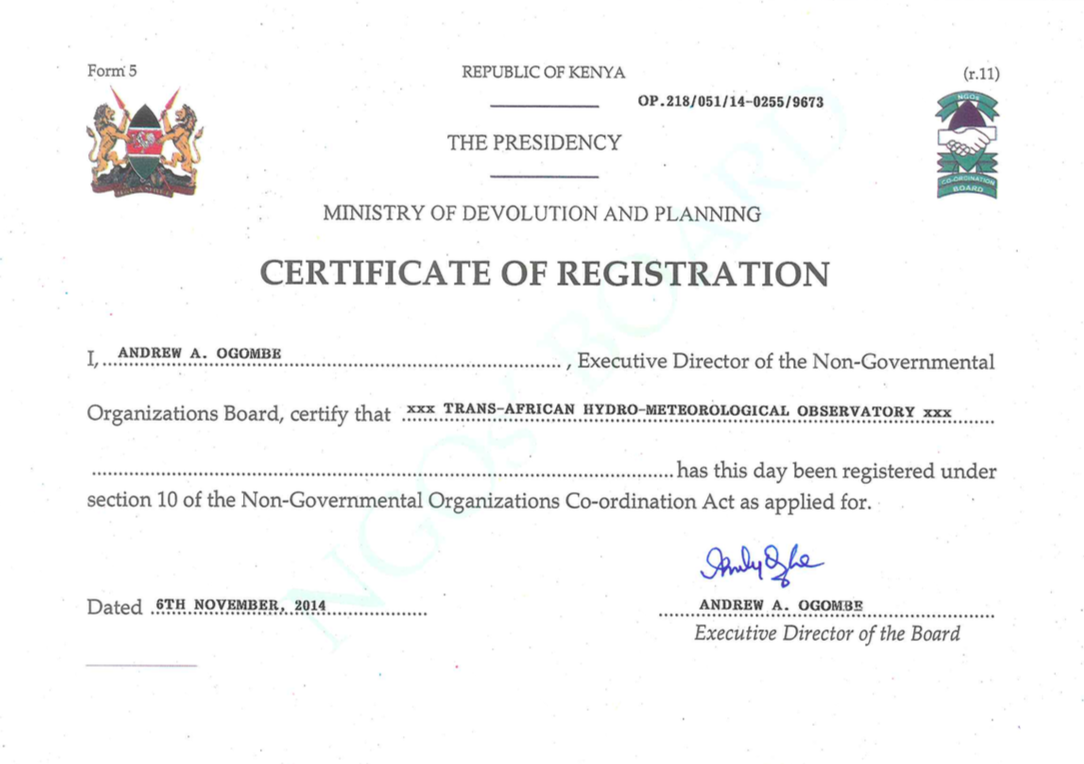 Form 5
REPUBLIC OF KENYA
(r.11)
OP.218/051/14-0255/9673
THE PRESIDENCY
NGOs
CO-ORDINATION
BOARD
HARAMBEE
MINISTRY OF DEVOLUTION AND PLANNING
CERTIFICATE OF REGISTRATION
I, ANDREW A. OGOMBE , Executive Director of the Non-Governmental
Organizations Board, certify that xxx TRANS-AFRICAN HYDRO-METEOROLOGICAL OBSERVATORY xxx
has this day been registered under
section 10 of the Non-Governmental Organizations Co-ordination Act as applied for.
NGOs BOARD
Dated 6TH NOVEMBER, 2014
ANDREW A. OGOMBE
Executive Director of the Board